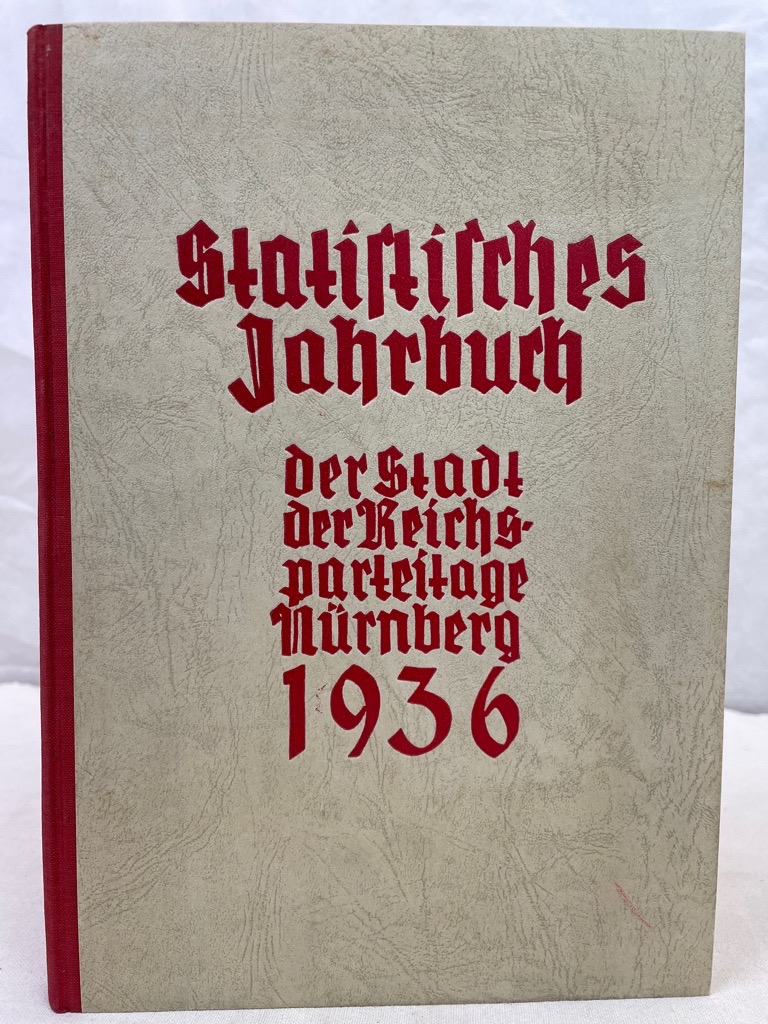 Statiſtiſches
Jahrbuch
der Stadt
der Reichs-
parteitage
Nürnberg
1936